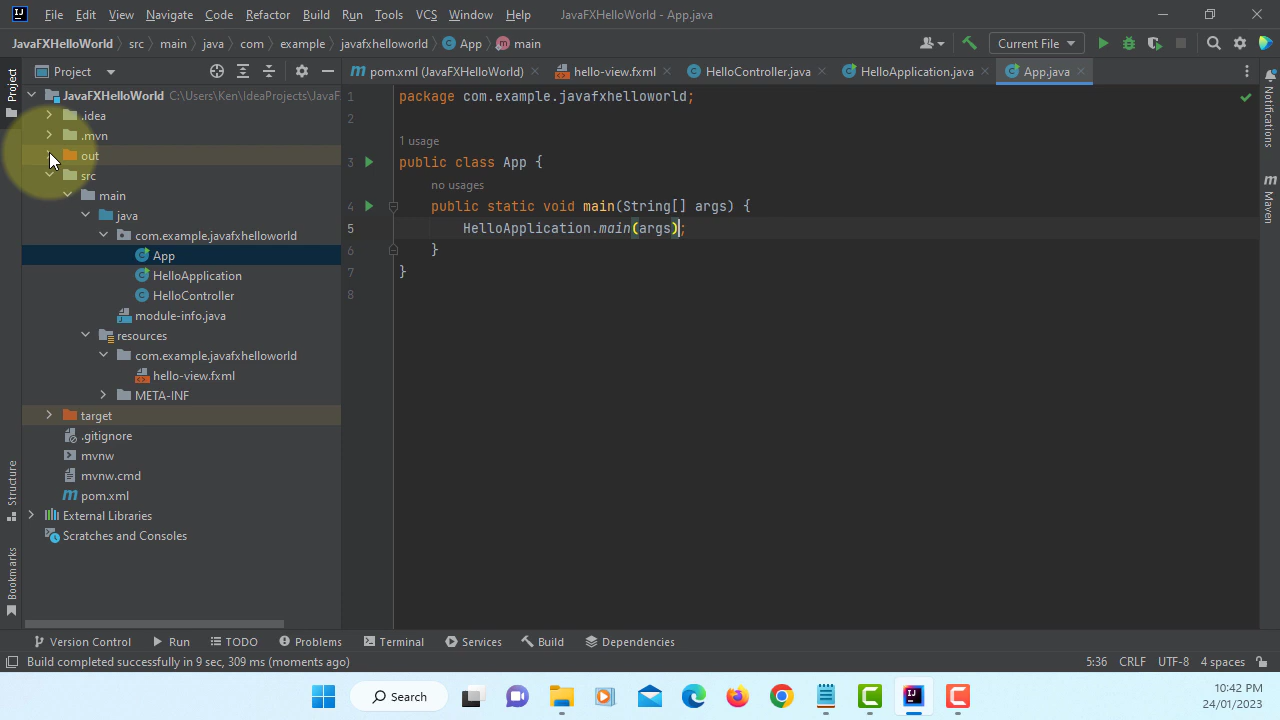 File Edit View Navigate Code Refactor Build Run Tools VCS Window Help JavaFXHelloWorld - App.java
JavaFXHelloWorld src main java com example javafxhelloworld App main Current File
Project pom.xml (JavaFXHelloWorld) hello-view.fxml HelloController.java HelloApplication.java App.java
Project
Structure
Bookmarks
JavaFXHelloWorld C:\Users\Ken\IdeaProjects\JavaF
.idea
.mvn
out
src
main
java
com.example.javafxhelloworld
App
HelloApplication
HelloController
module-info.java
resources
com.example.javafxhelloworld
hello-view.fxml
META-INF
target
.gitignore
mvnw
mvnw.cmd
pom.xml
External Libraries
Scratches and Consoles
1 package com.example.javafxhelloworld;
2
1 usage
3 public class App {
no usages
4 public static void main(String[] args) {
5 HelloApplication.main(args);
6 }
7 }
8
Notifications
Maven
Version Control Run TODO Problems Terminal Services Build Dependencies
Build completed successfully in 9 sec, 309 ms (moments ago) 5:36 CRLF UTF-8 4 spaces
Search
10:42 PM
24/01/2023